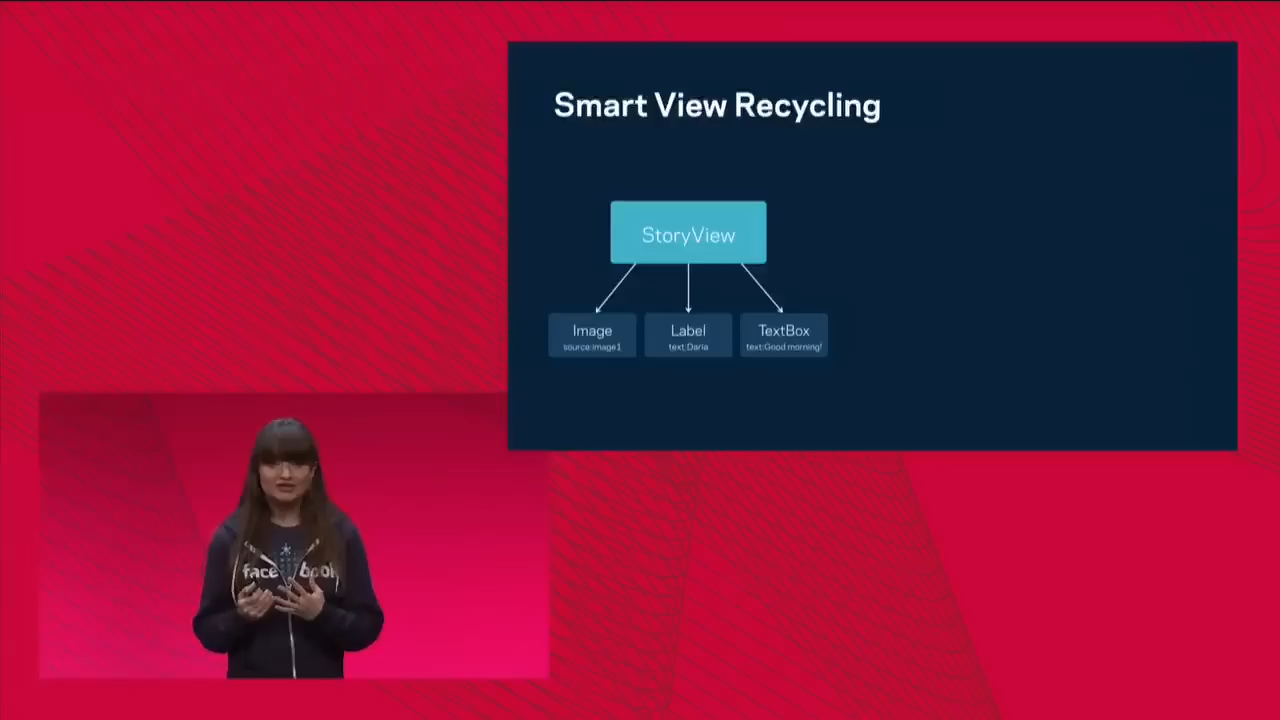 Smart View Recycling
StoryView
Image
source:image1
Label
text:Daria
TextBox
text:Good morning!
facebook